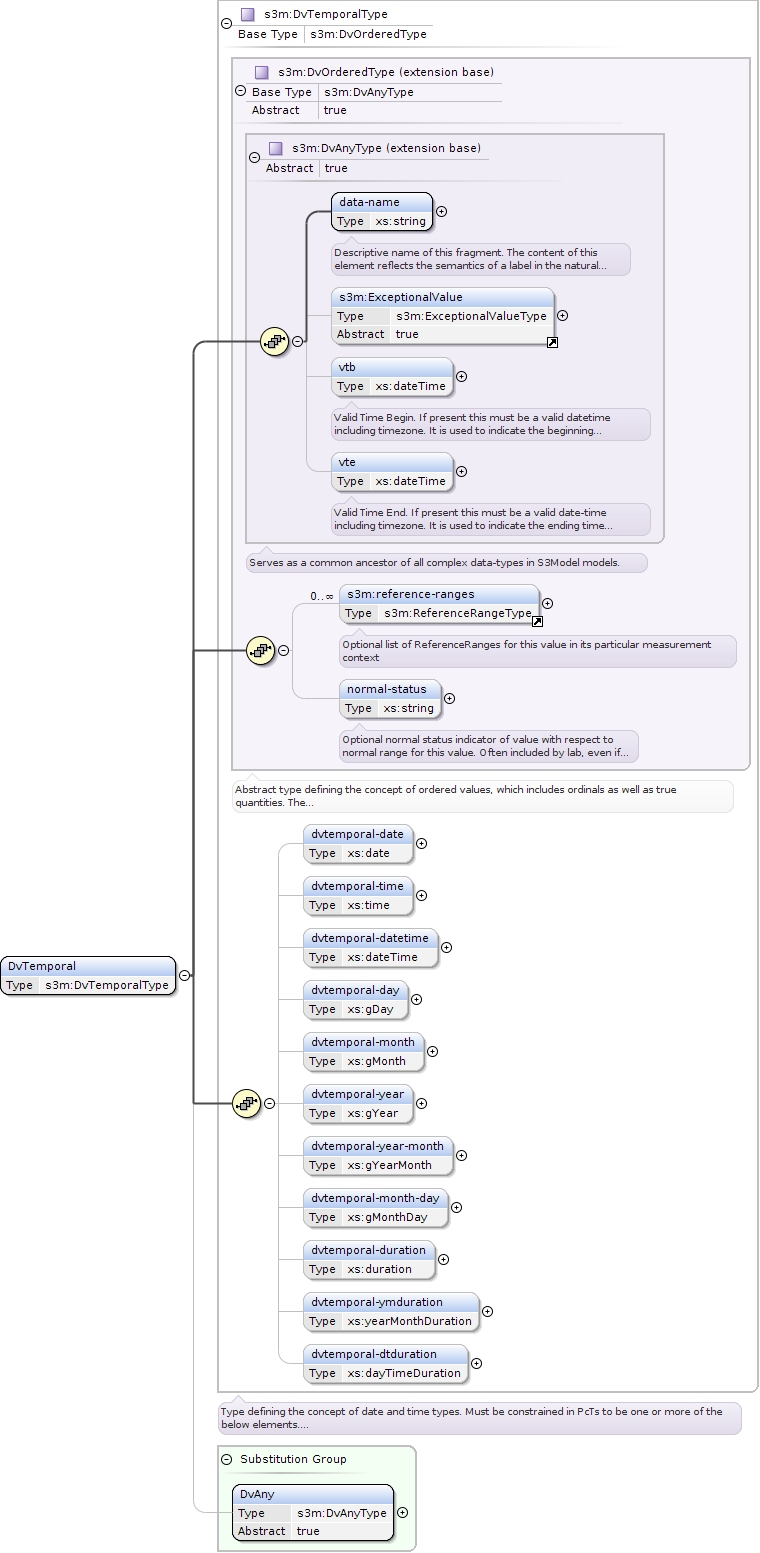 s3m:DvTemporalType
Base Type s3m:DvOrderedType
s3m:DvOrderedType (extension base)
Base Type s3m:DvAnyType
Abstract true
s3m:DvAnyType (extension base)
Abstract true
data-name
Type xs:string
Descriptive name of this fragment. The content of this
element reflects the semantics of a label in the natural...
s3m:ExceptionalValue
Type s3m:ExceptionalValueType
Abstract true
vtb
Type xs:dateTime
Valid Time Begin. If present this must be a valid datetime
including timezone. It is used to indicate the beginning...
vte
Type xs:dateTime
Valid Time End. If present this must be a valid date-time
including timezone. It is used to indicate the ending time...
Serves as a common ancestor of all complex data-types in S3Model models.
0..∞
s3m:reference-ranges
Type s3m:ReferenceRangeType
Optional list of ReferenceRanges for this value in its particular measurement
context
normal-status
Type xs:string
Optional normal status indicator of value with respect to
normal range for this value. Often included by lab, even if...
Abstract type defining the concept of ordered values, which includes ordinals as well as true
quantities. The...
dvtemporal-date
Type xs:date
dvtemporal-time
Type xs:time
dvtemporal-datetime
Type xs:dateTime
DvTemporal
Type s3m:DvTemporalType
dvtemporal-day
Type xs:gDay
dvtemporal-month
Type xs:gMonth
dvtemporal-year
Type xs:gYear
dvtemporal-year-month
Type xs:gYearMonth
dvtemporal-month-day
Type xs:gMonthDay
dvtemporal-duration
Type xs:duration
dvtemporal-ymduration
Type xs:yearMonthDuration
dvtemporal-dtduration
Type xs:dayTimeDuration
Type defining the concept of date and time types. Must be constrained in PcTs to be one or more of the
below elements....
Substitution Group
DvAny
Type s3m:DvAnyType
Abstract true